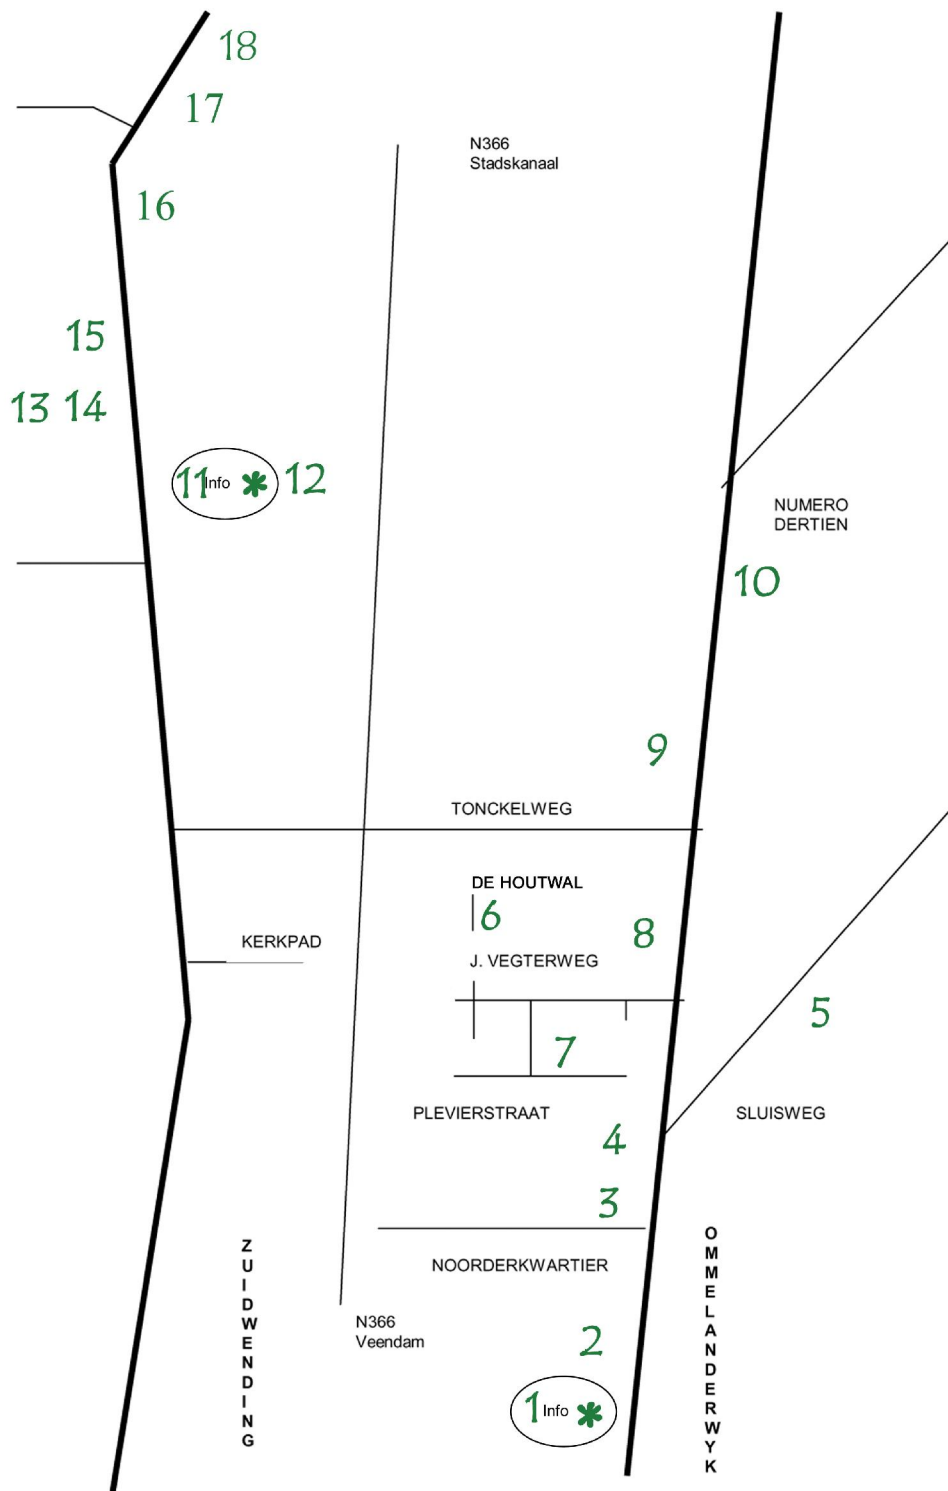 18
17
N366
Stadskanaal
16
15
13 14
11 Info * 12
NUMERO
DERTIEN
10
9
TONCKELWEG
DE HOUTWAL
6
8
KERKPAD
J. VEGTERWEG
5
7
PLEVIERSTRAAT
SLUISWEG
4
3
NOORDERKWARTIER
ZUIDWENDING
OMMELANDERWYK
N366
Veendam
2
1 Info *